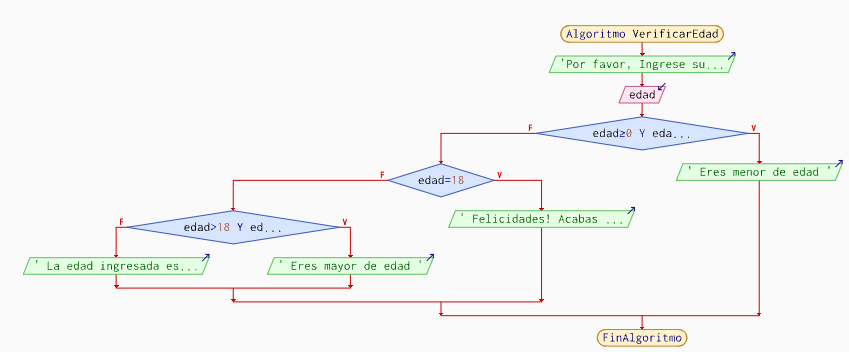 Algoritmo VerificarEdad
'Por favor, Ingrese su...
edad
F
edad≥0 Y eda...
V
' Eres menor de edad '
F
edad=18
V
' Felicidades! Acabas ...
F
edad>18 Y ed...
V
' La edad ingresada es...
' Eres mayor de edad '
FinAlgoritmo